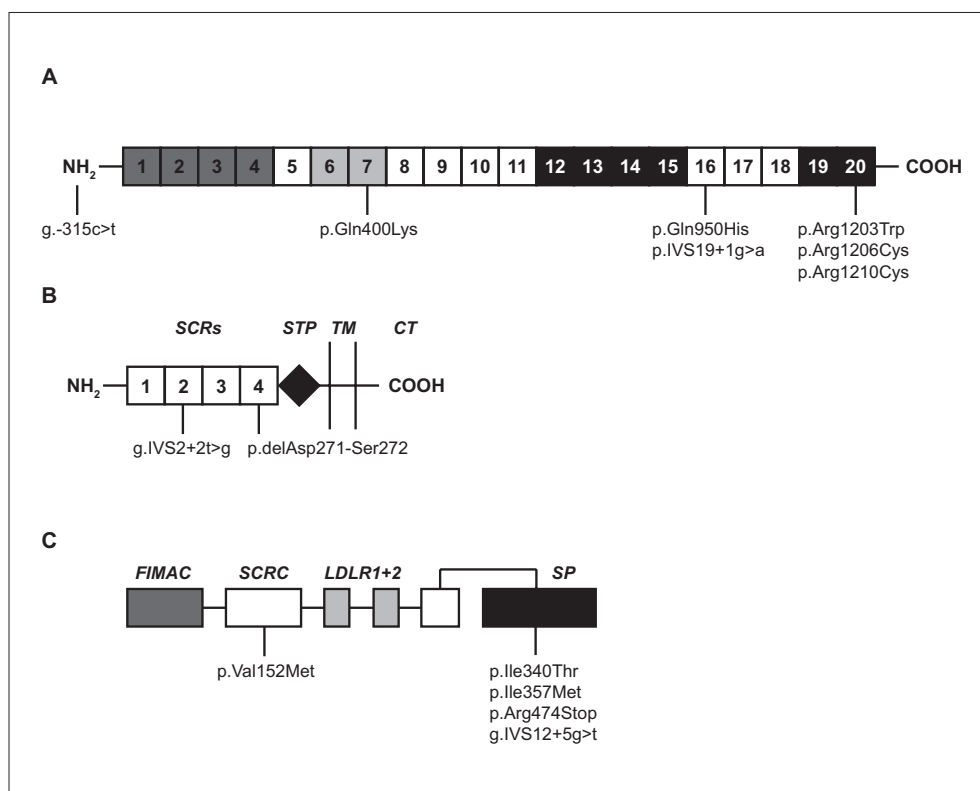 A
NH2 1 2 3 4 5 6 7 8 9 10 11 12 13 14 15 16 17 18 19 20 COOH
g.-315c>t p.Gln400Lys p.Gln950His p.Arg1203Trp
p.IVS19+1g>a p.Arg1206Cys
p.Arg1210Cys
B
SCRs STP TM CT
NH2 1 2 3 4 COOH
g.IVS2+2t>g p.delAsp271-Ser272
C
FIMAC SCRC LDLR1+2 SP
p.Val152Met p.Ile340Thr
p.Ile357Met
p.Arg474Stop
g.IVS12+5g>t